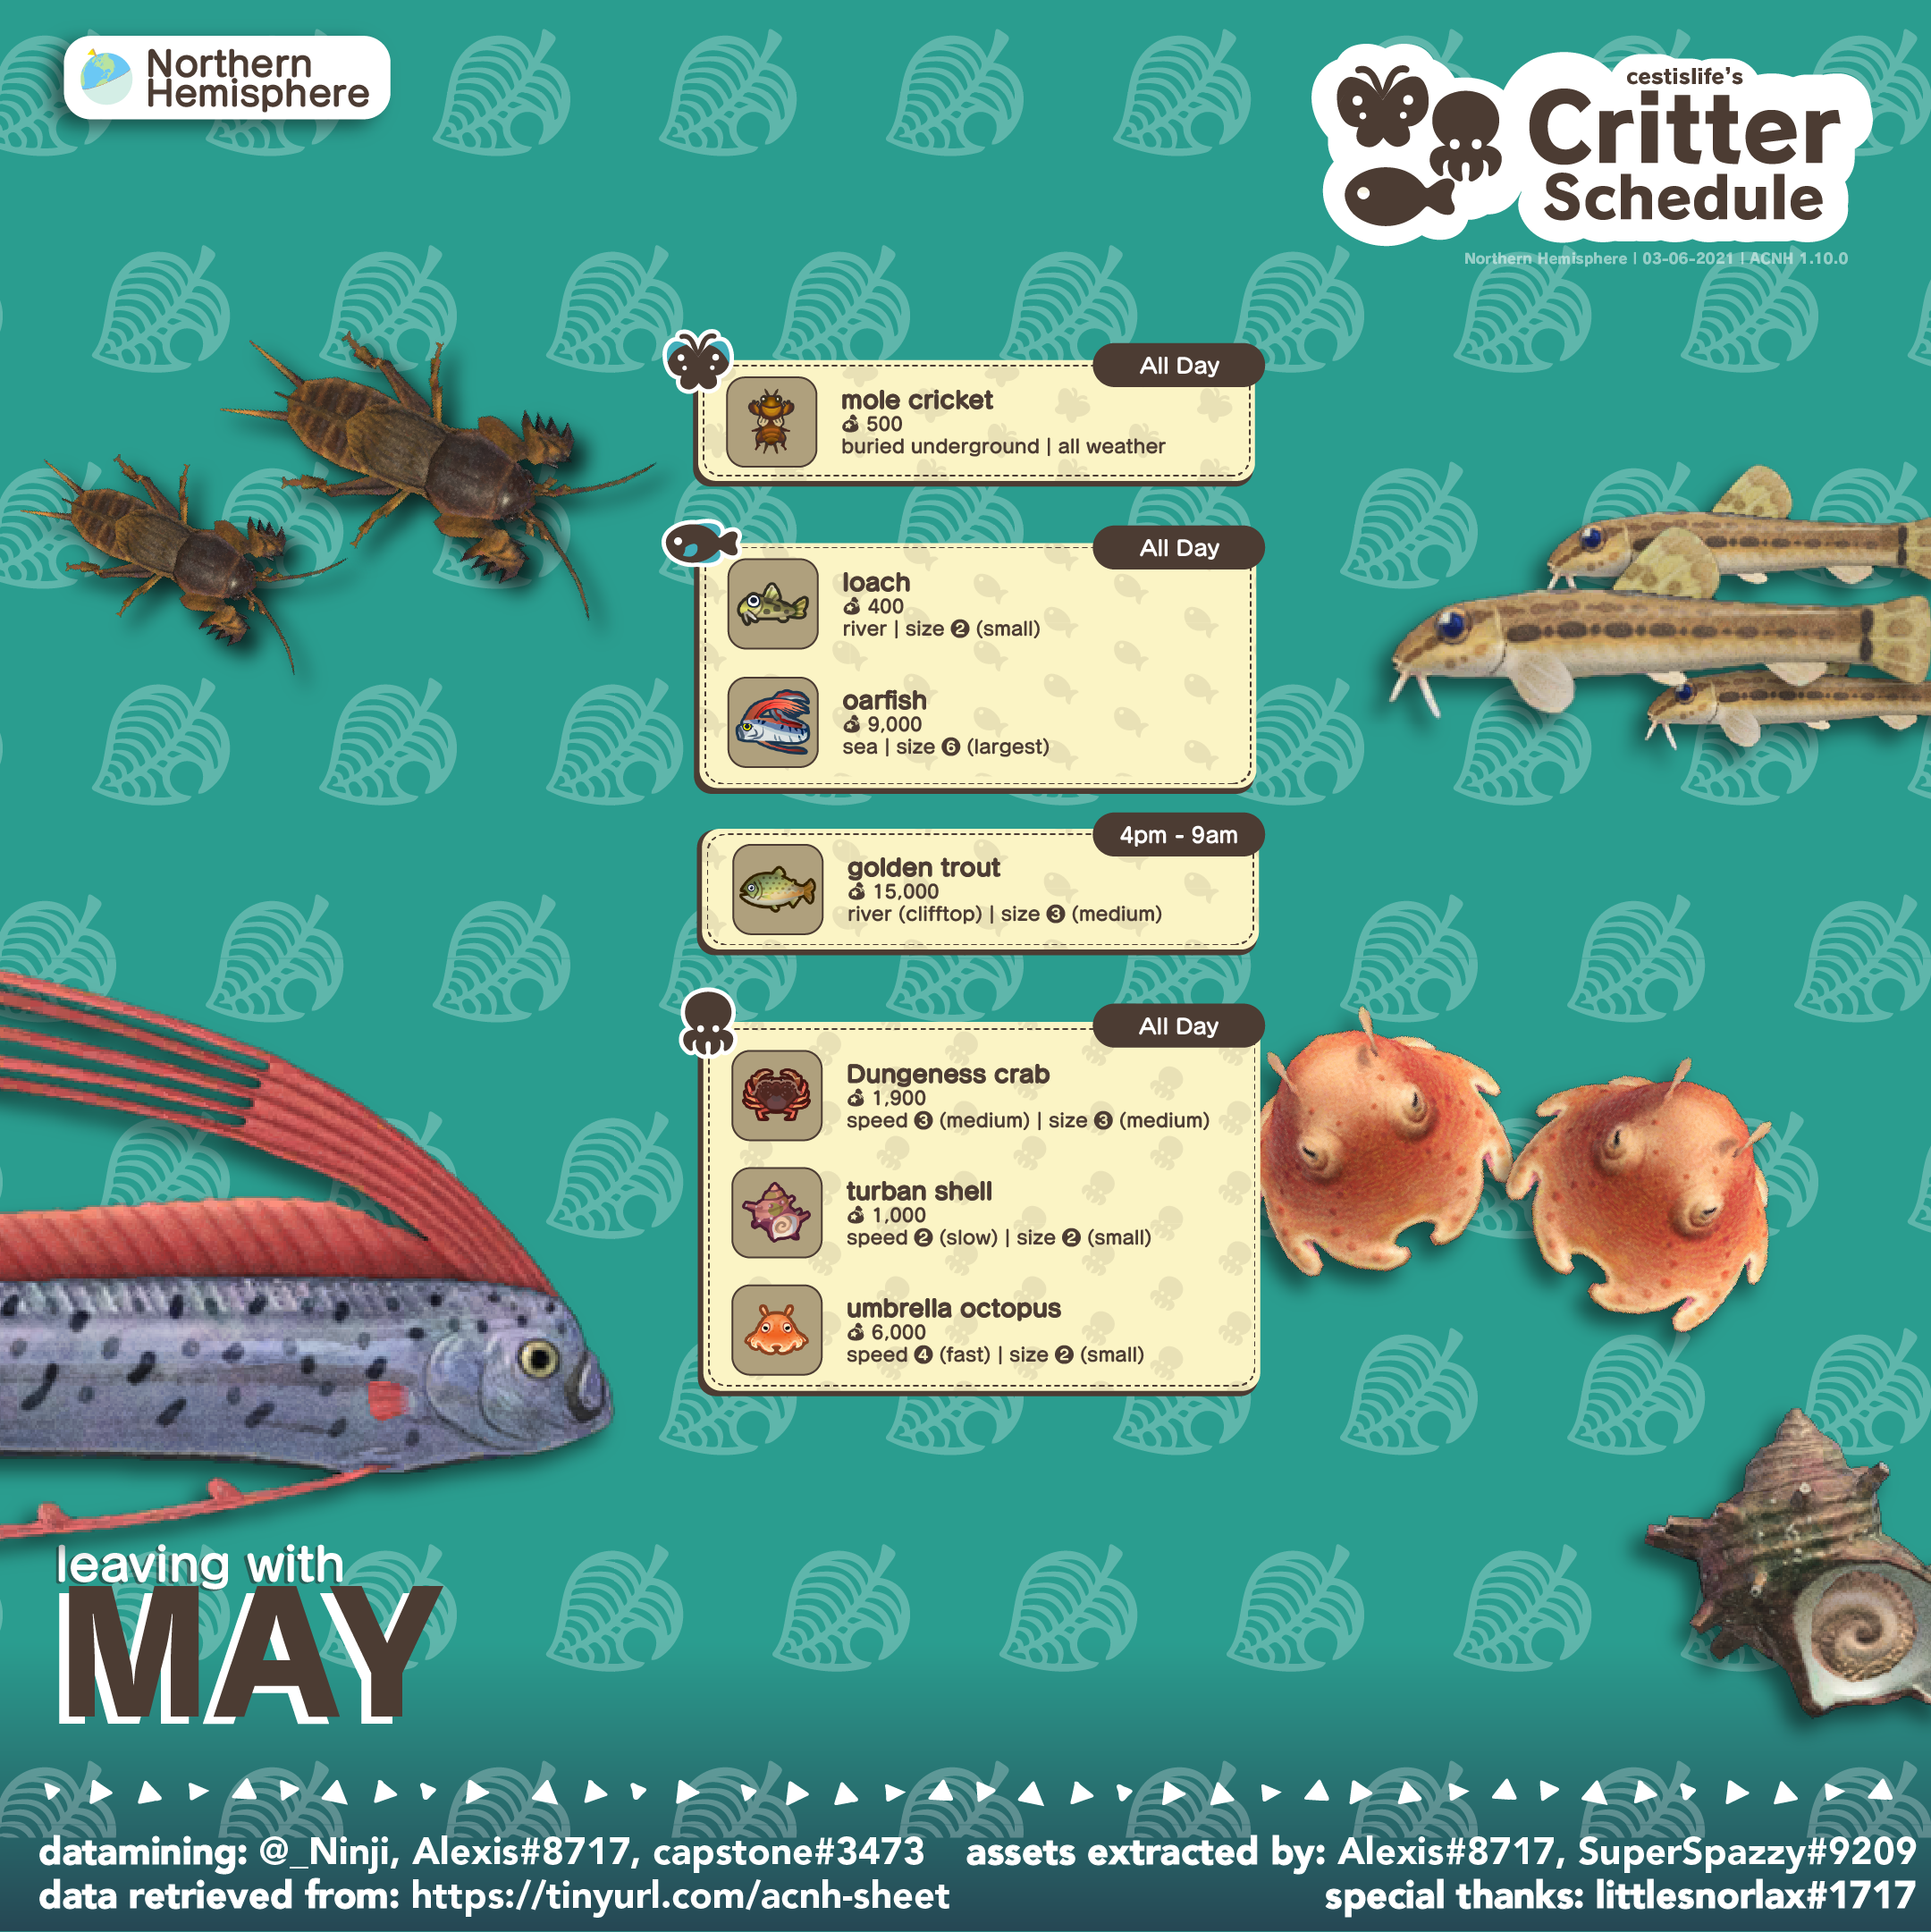 Northern
Hemisphere
cestislife's
Critter
Schedule
Northern Hemisphere | 03-06-2021 | ACNH 1.10.0
All Day
mole cricket
500
buried underground | all weather
All Day
loach
400
river | size 2 (small)
oarfish
9,000
sea | size 6 (largest)
4pm - 9am
golden trout
15,000
river (clifftop) | size 3 (medium)
All Day
Dungeness crab
1,900
speed 3 (medium) | size 3 (medium)
turban shell
1,000
speed 2 (slow) | size 2 (small)
umbrella octopus
6,000
speed 4 (fast) | size 2 (small)
leaving with
MAY
datamining: @_Ninji, Alexis#8717, capstone#3473
data retrieved from: https://tinyurl.com/acnh-sheet
assets extracted by: Alexis#8717, SuperSpazzy#9209
special thanks: littlesnorlax#1717